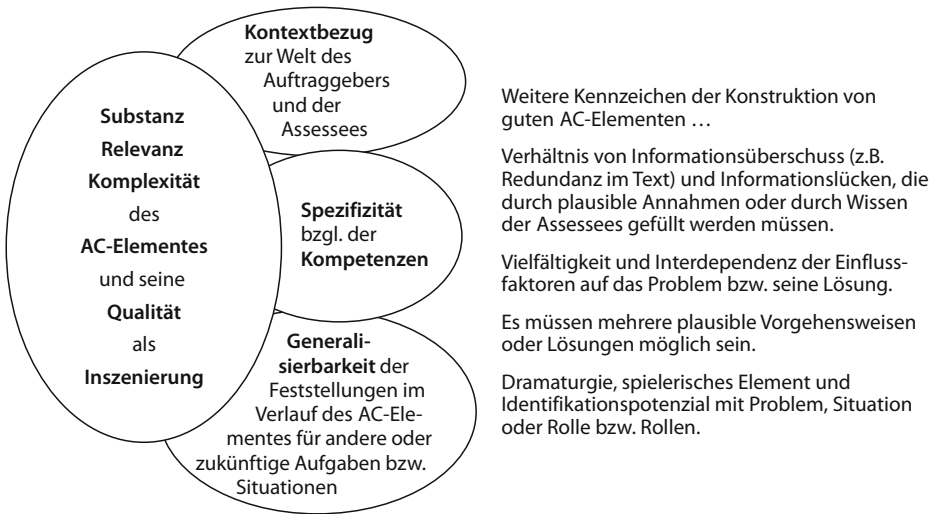 Kontextbezug
zur Welt des
Auftraggebers
und der
Assessees
Substanz
Relevanz
Komplexität
des
AC-Elementes
und seine
Qualität
als
Inszenierung
Spezifizität
bzgl. der
Kompetenzen
Generali-
sierbarkeit der
Feststellungen im
Verlauf des AC-Ele-
mentes für andere oder
zukünftige Aufgaben bzw.
Situationen
Weitere Kennzeichen der Konstruktion von
guten AC-Elementen …
Verhältnis von Informationsüberschuss (z.B.
Redundanz im Text) und Informationslücken, die
durch plausible Annahmen oder durch Wissen
der Assessees gefüllt werden müssen.
Vielfältigkeit und Interdependenz der Einfluss-
faktoren auf das Problem bzw. seine Lösung.
Es müssen mehrere plausible Vorgehensweisen
oder Lösungen möglich sein.
Dramaturgie, spielerisches Element und
Identifikationspotenzial mit Problem, Situation
oder Rolle bzw. Rollen.